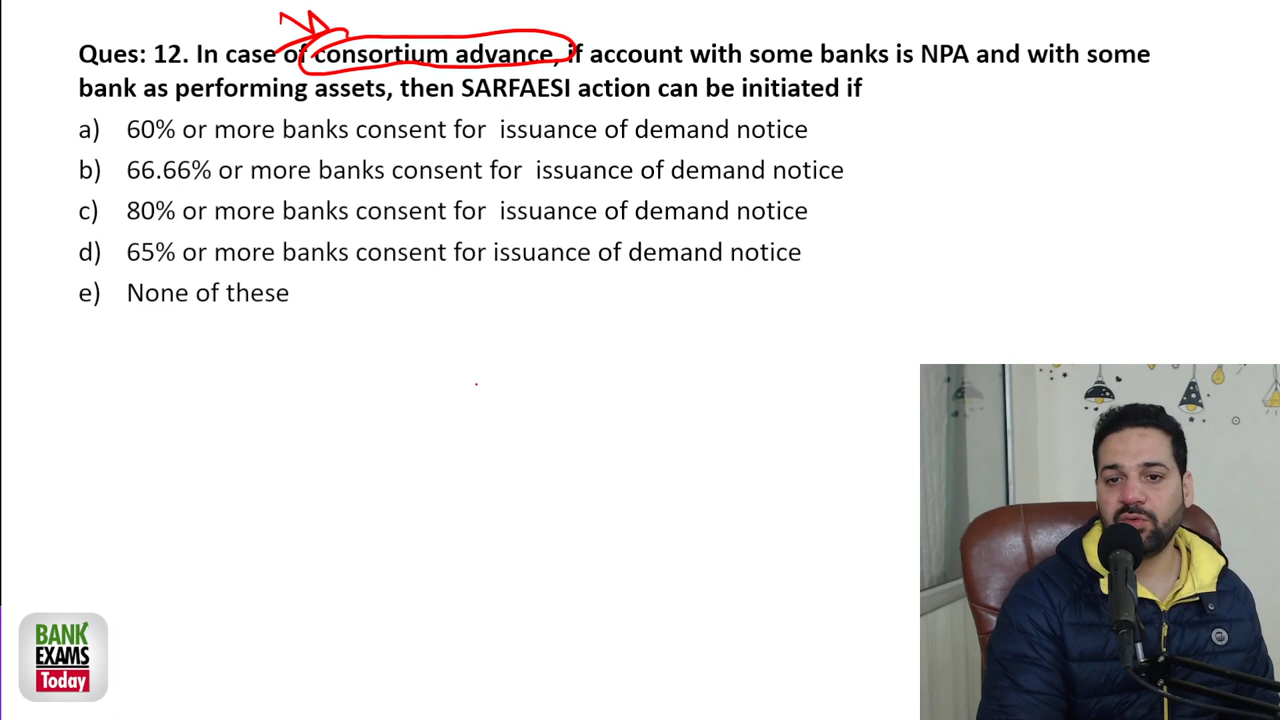 Ques: 12. In case of consortium advance, if account with some banks is NPA and with some
bank as performing assets, then SARFAESI action can be initiated if
a) 60% or more banks consent for issuance of demand notice
b) 66.66% or more banks consent for issuance of demand notice
c) 80% or more banks consent for issuance of demand notice
d) 65% or more banks consent for issuance of demand notice
e) None of these
BANK
EXAMS
Today